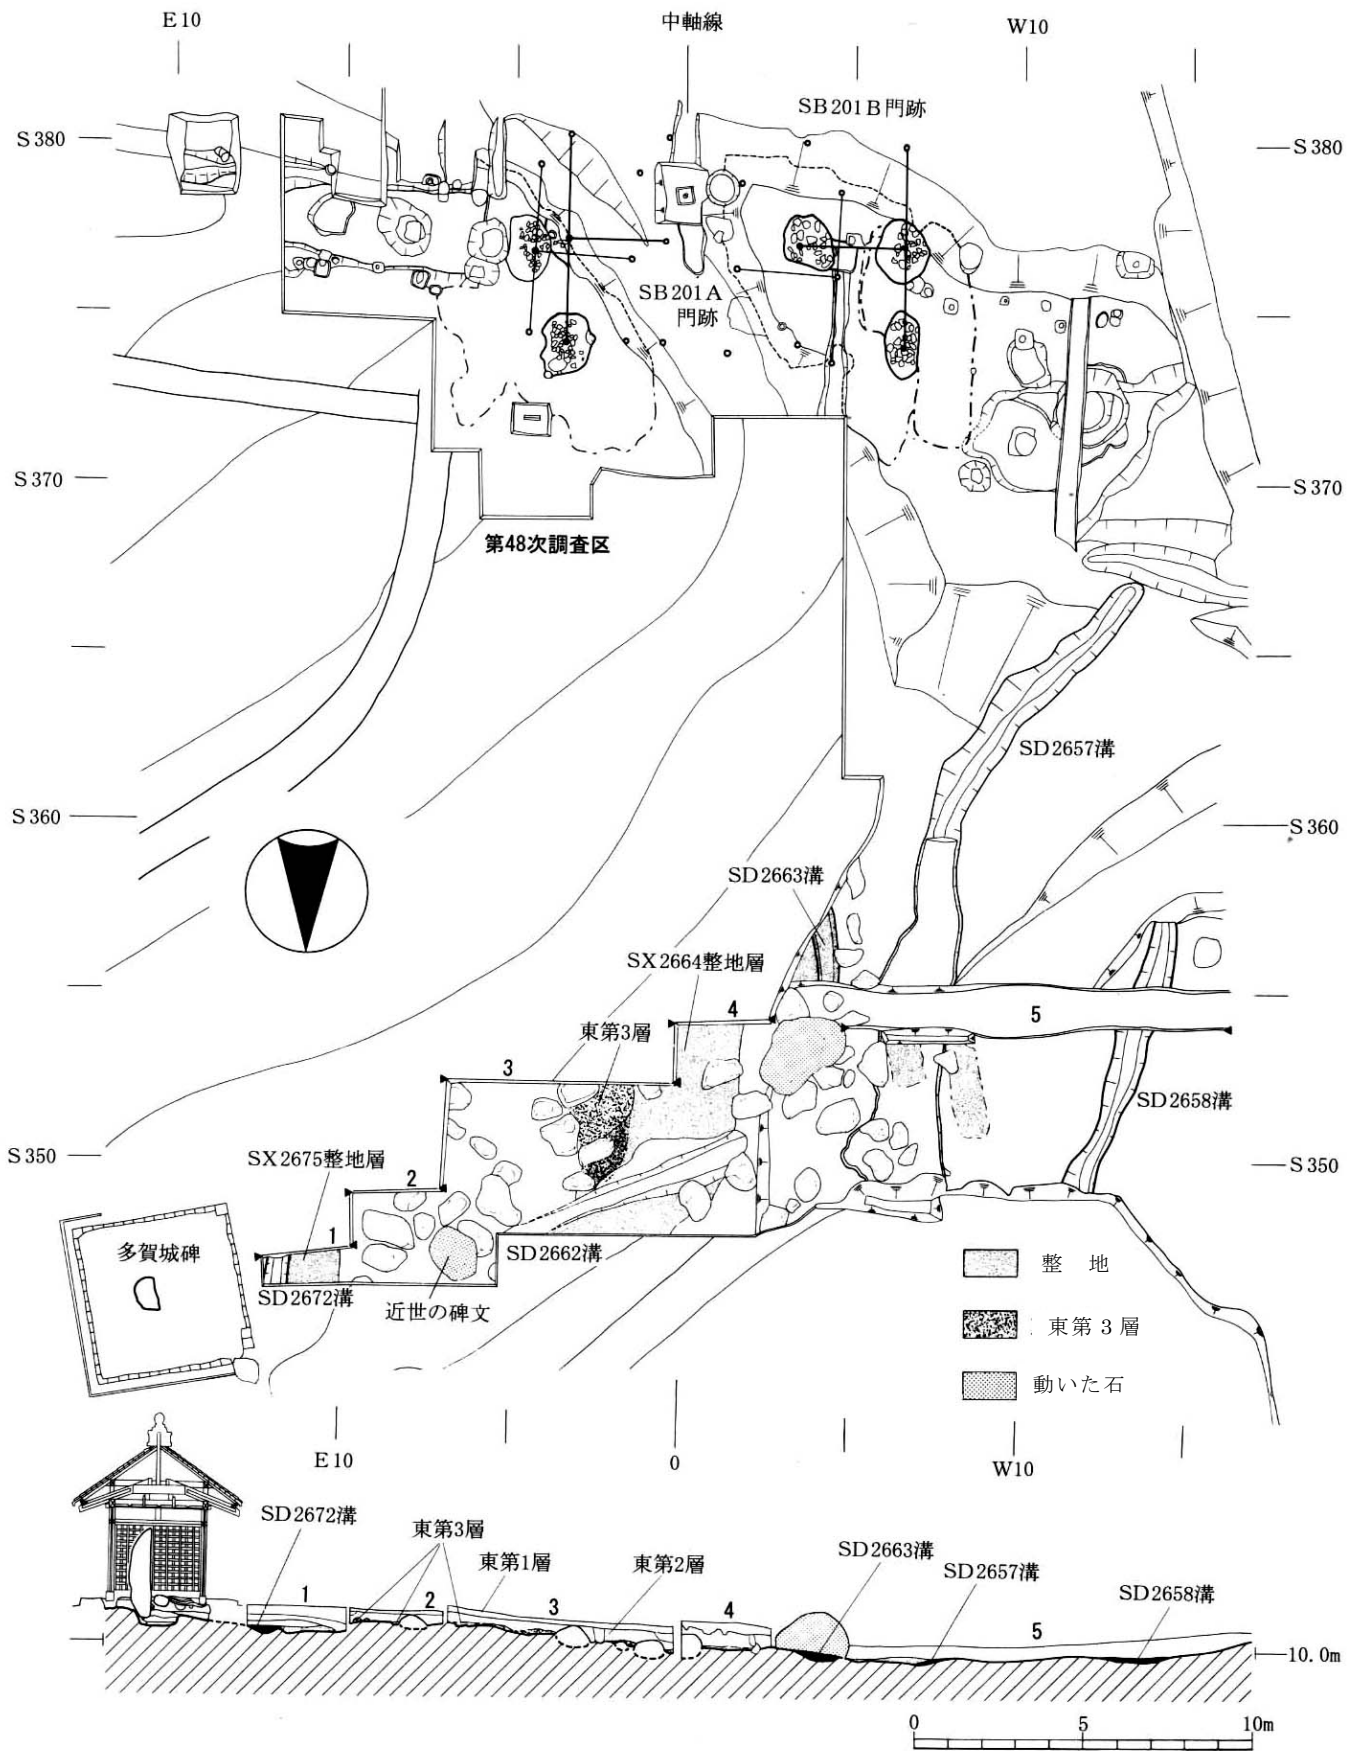 E10
中軸線
W10
SB201B門跡
S380
S380
SB201A
門跡
S370
S370
第48次調査区
SD2657溝
S360
S360
SD2663溝
SX2664整地層
4
5
東第3層
3
SD2658溝
S350
SX2675整地層
S350
2
1
多賀城碑
SD2662溝
整 地
SD2672溝
近世の碑文
東第3層
動いた石
E10
0
W10
SD2672溝
東第3層
東第1層
東第2層
SD2663溝
SD2657溝
SD2658溝
1
2
3
4
5
10.0m
0
5
10m